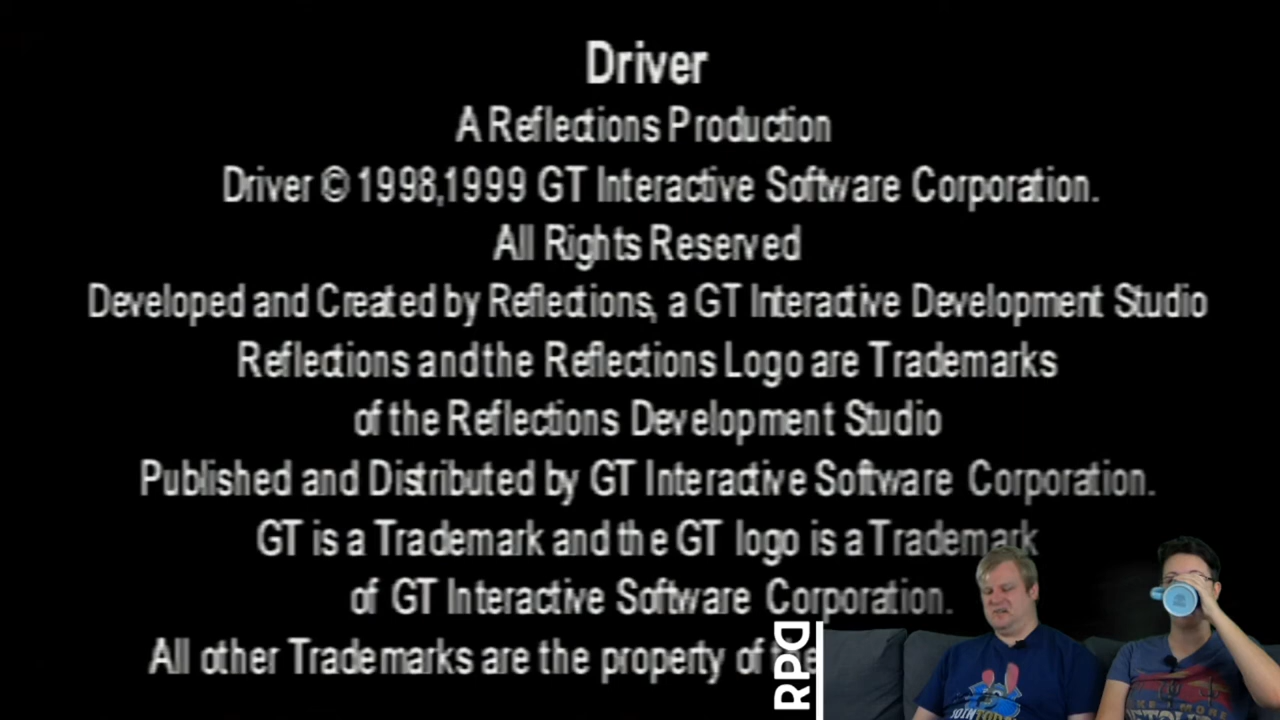 Driver
A Reflections Production
Driver © 1998,1999 GT Interactive Software Corporation.
All Rights Reserved
Developed and Created by Reflections, a GT Interactive Development Studio
Reflections and the Reflections Logo are Trademarks
of the Reflections Development Studio
Published and Distributed by GT Interactive Software Corporation.
GT is a Trademark and the GT logo is a Trademark
of GT Interactive Software Corporation.
All other Trademarks are the property of
RPD